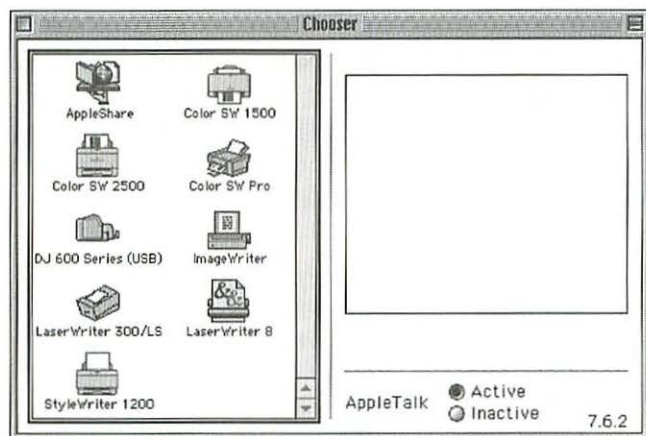 Chooser
AppleShare
Color SW 1500
Color SW 2500
Color SW Pro
DJ 600 Series (USB)
ImageWriter
LaserWriter 300/LS
LaserWriter 8
StyleWriter 1200
AppleTalk
Active
Inactive
7.6.2